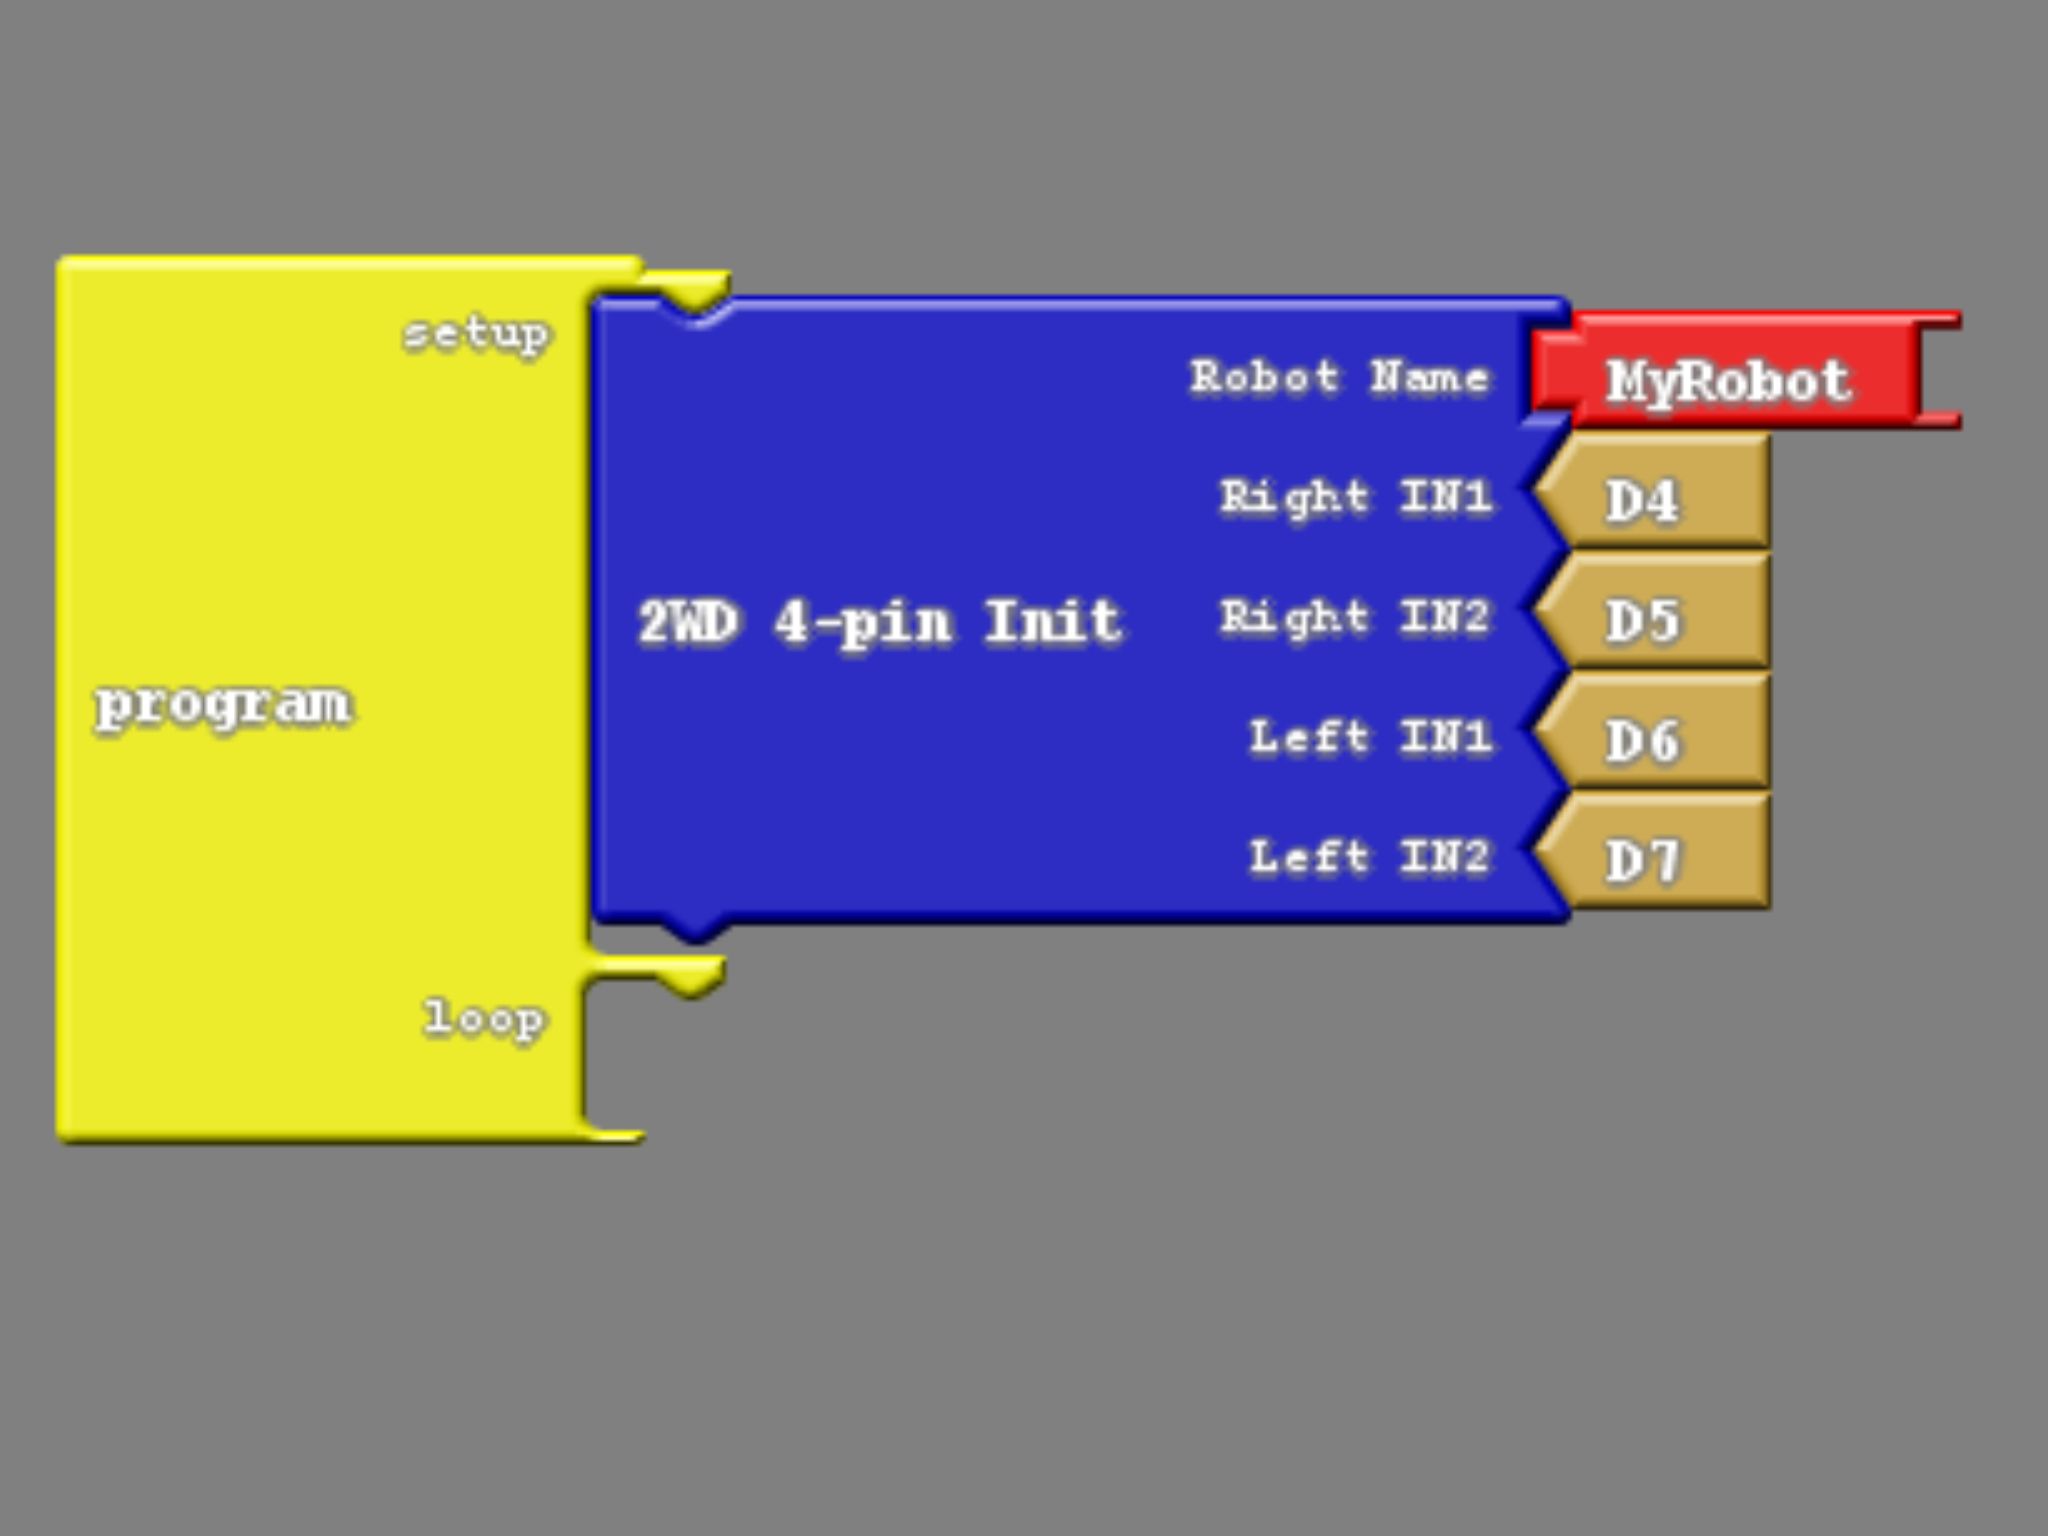 setup
Robot Name MyRobot
Right IN1 D4
2WD 4-pin Init Right IN2 D5
program
Left IN1 D6
Left IN2 D7
loop